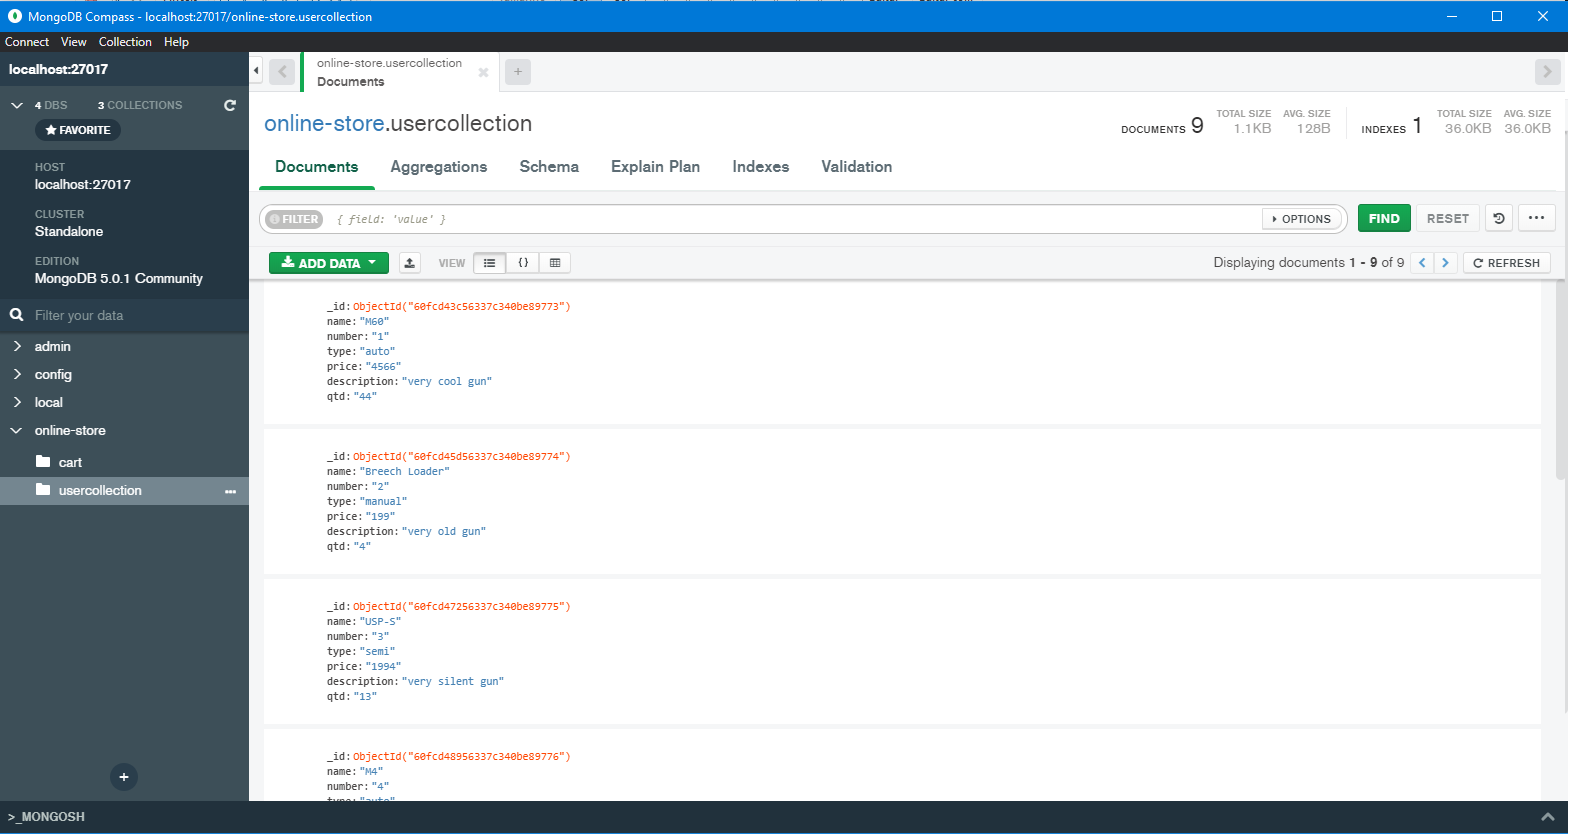 MongoDB Compass - localhost:27017/online-store.usercollection
Connect View Collection Help
localhost:27017
4 DBS 3 COLLECTIONS
★ FAVORITE
HOST
localhost:27017
CLUSTER
Standalone
EDITION
MongoDB 5.0.1 Community
Filter your data
admin
config
local
online-store
cart
usercollection
>_MONGOSH
online-store.usercollection
Documents
online-store.usercollection
DOCUMENTS 9 TOTAL SIZE 1.1KB AVG. SIZE 128B INDEXES 1 TOTAL SIZE 36.0KB AVG. SIZE 36.0KB
Documents Aggregations Schema Explain Plan Indexes Validation
FILTER { field: 'value' } OPTIONS FIND RESET
ADD DATA VIEW {} Displaying documents 1 - 9 of 9 REFRESH
_id: ObjectId("60fcd43c56337c340be89773")
name: "M60"
number: "1"
type: "auto"
price: "4566"
description: "very cool gun"
qtd: "44"
_id: ObjectId("60fcd45d56337c340be89774")
name: "Breech Loader"
number: "2"
type: "manual"
price: "199"
description: "very old gun"
qtd: "4"
_id: ObjectId("60fcd47256337c340be89775")
name: "USP-S"
number: "3"
type: "semi"
price: "1994"
description: "very silent gun"
qtd: "13"
_id: ObjectId("60fcd48956337c340be89776")
name: "M4"
number: "4"
type: "auto"